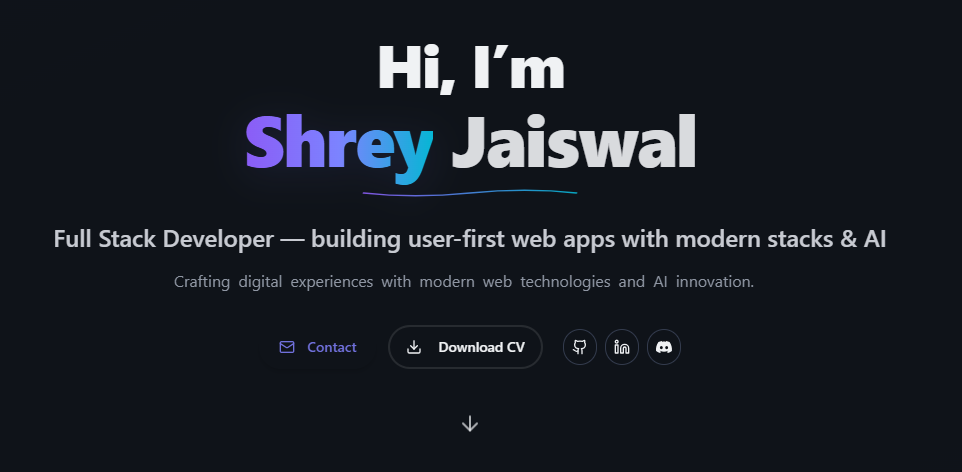 Hi, I´m
Shrey Jaiswal
Full Stack Developer — building user-first web apps with modern stacks & AI
Crafting digital experiences with modern web technologies and AI innovation.
Contact
Download CV